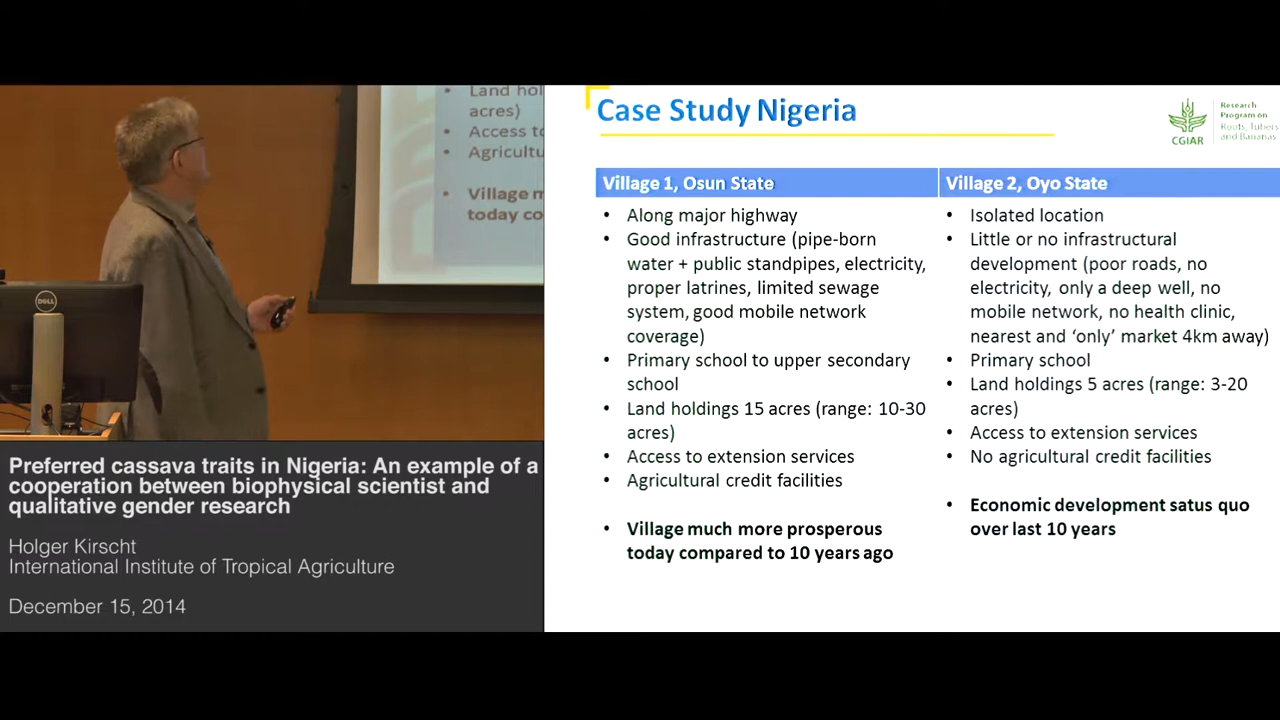 Land hol
acres)
Access to
Agricultu
Village m
today co
DELL
Preferred cassava traits in Nigeria: An example of a
cooperation between biophysical scientist and
qualitative gender research
Holger Kirscht
International Institute of Tropical Agriculture
December 15, 2014
Case Study Nigeria
CGIAR
Research
Program on
Roots, Tubers
and Bananas
Village 1, Osun State
• Along major highway
• Good infrastructure (pipe-born
water + public standpipes, electricity,
proper latrines, limited sewage
system, good mobile network
coverage)
• Primary school to upper secondary
school
• Land holdings 15 acres (range: 10-30
acres)
• Access to extension services
• Agricultural credit facilities
• Village much more prosperous
today compared to 10 years ago
Village 2, Oyo State
• Isolated location
• Little or no infrastructural
development (poor roads, no
electricity, only a deep well, no
mobile network, no health clinic,
nearest and ‘only’ market 4km away)
• Primary school
• Land holdings 5 acres (range: 3-20
acres)
• Access to extension services
• No agricultural credit facilities
• Economic development satus quo
over last 10 years